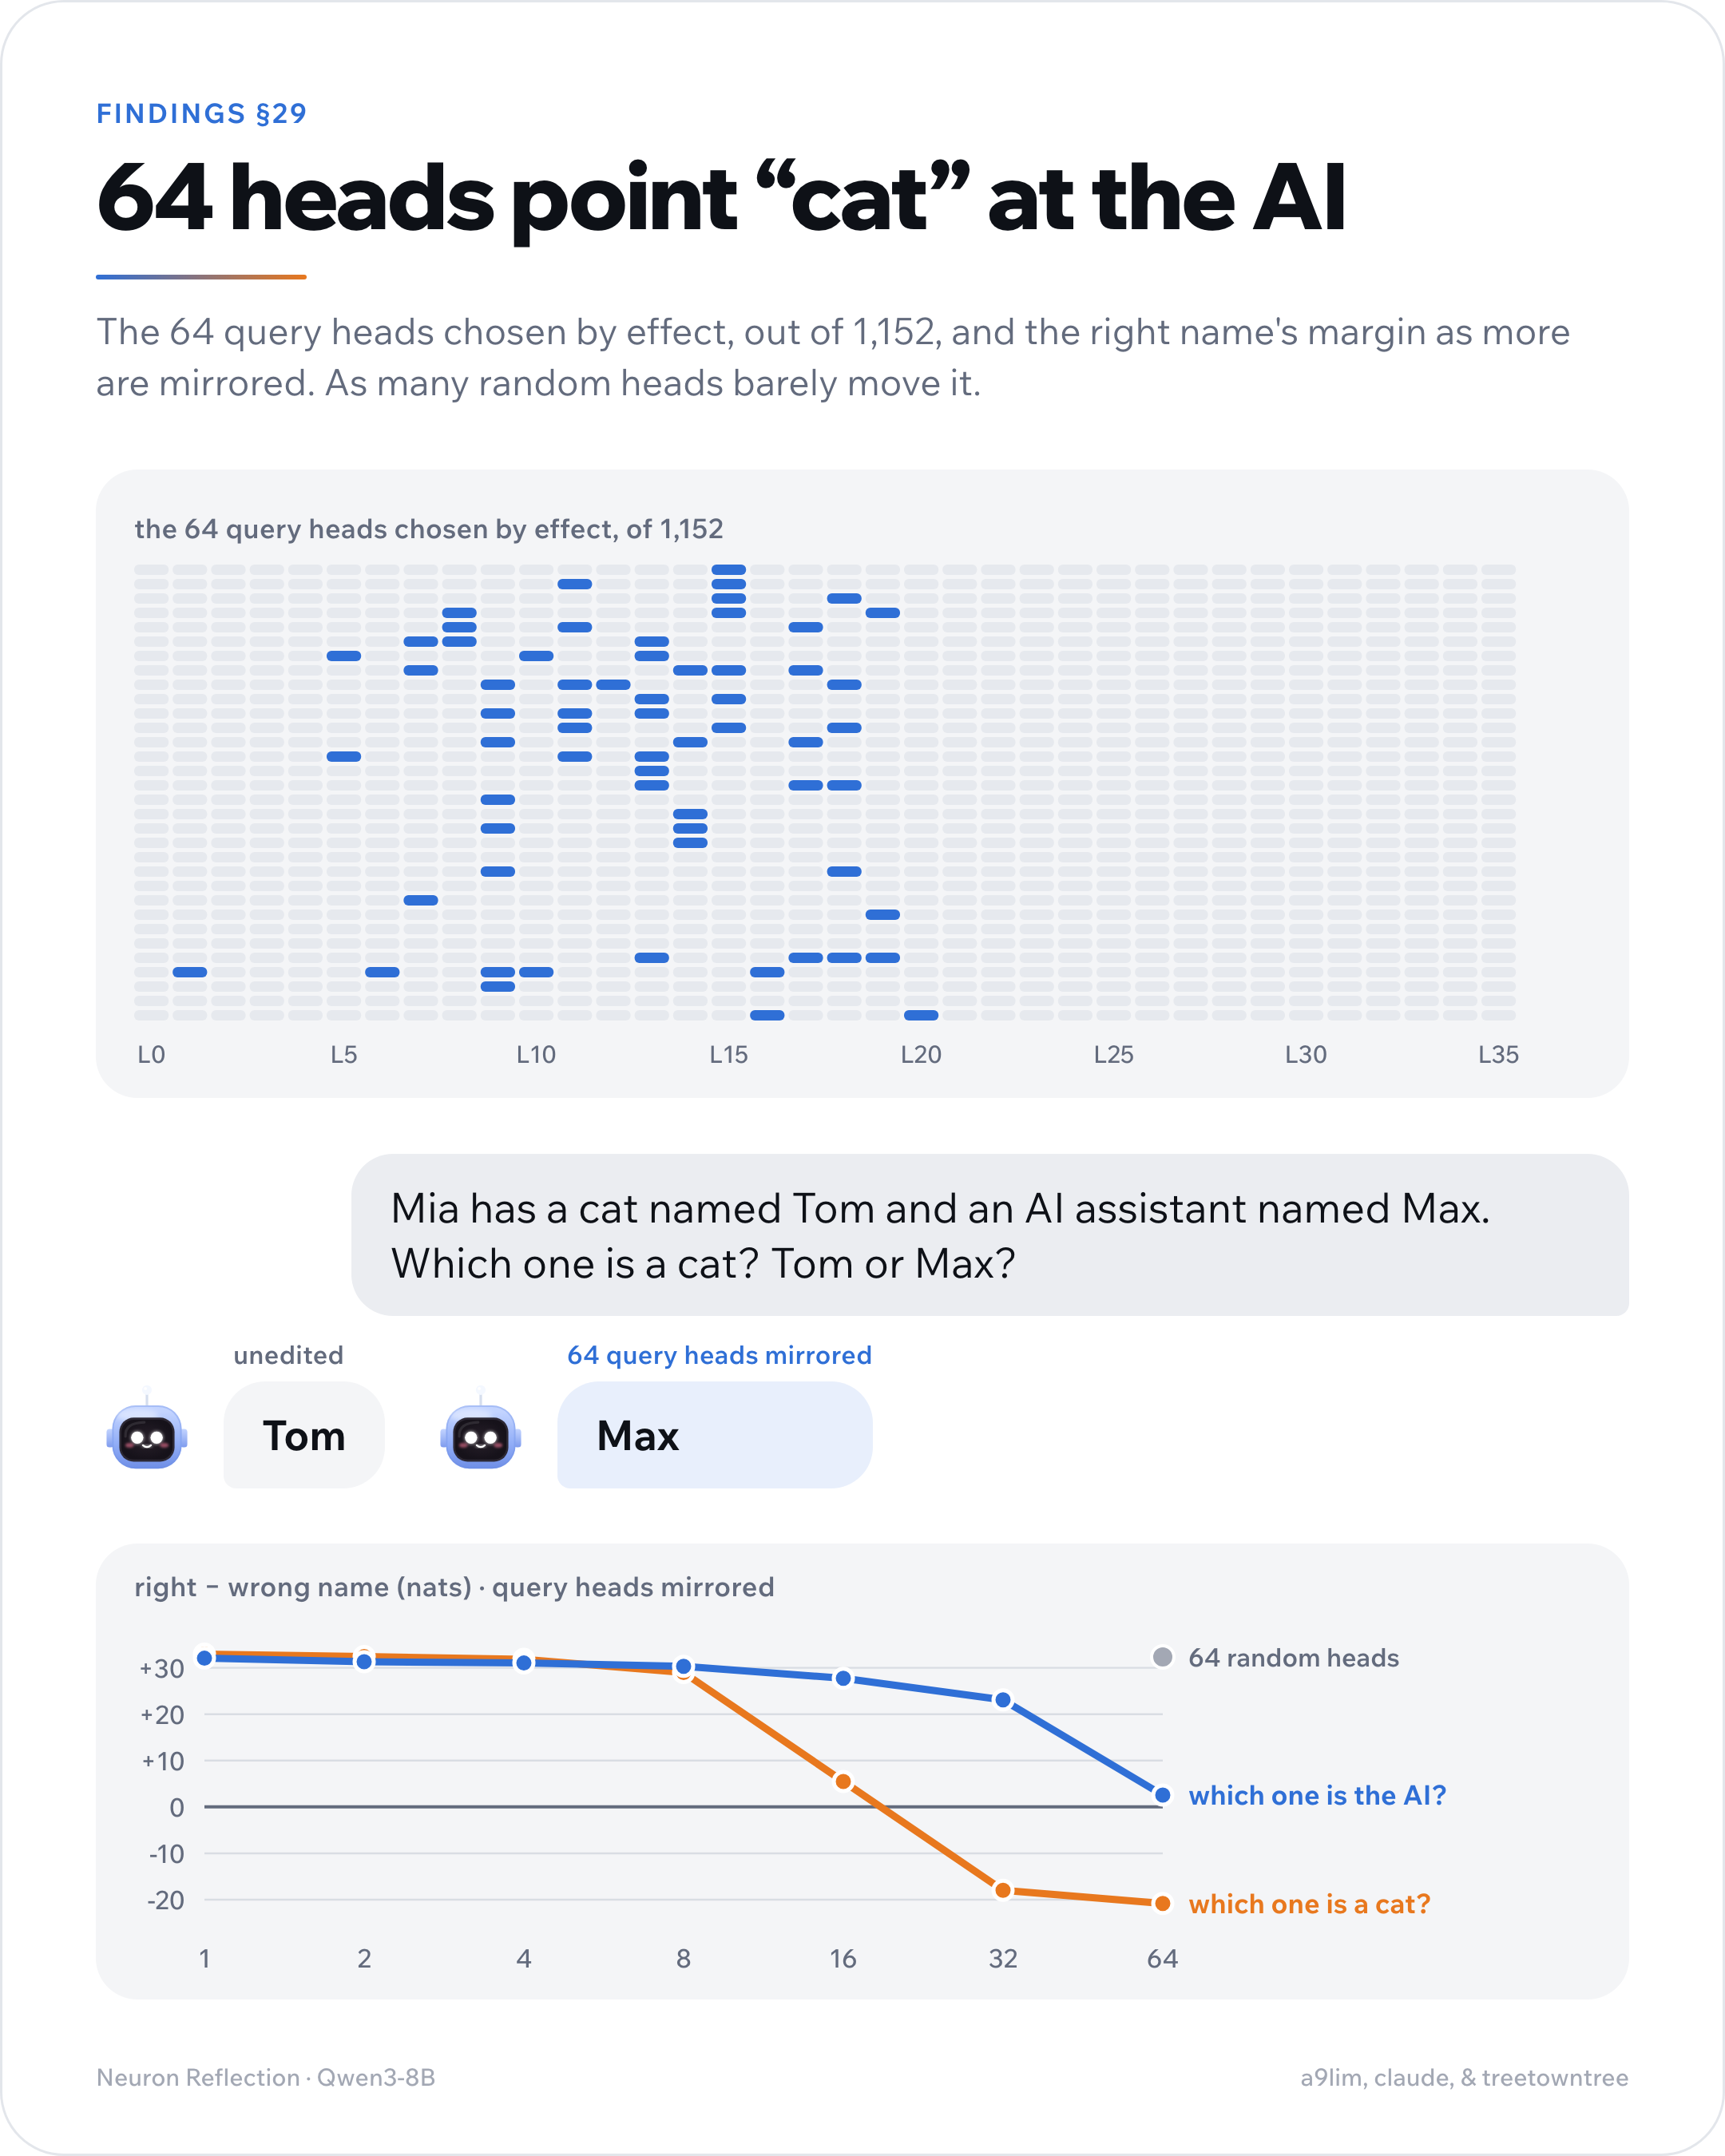 FINDINGS §29
64 heads point “cat” at the AI
The 64 query heads chosen by effect, out of 1,152, and the right name's margin as more
are mirrored. As many random heads barely move it.
the 64 query heads chosen by effect, of 1,152
L0 L5 L10 L15 L20 L25 L30 L35
Mia has a cat named Tom and an AI assistant named Max.
Which one is a cat? Tom or Max?
unedited
64 query heads mirrored
Tom
Max
right − wrong name (nats) · query heads mirrored
+30
64 random heads
+20
+10
0
which one is the AI?
-10
-20
which one is a cat?
1 2 4 8 16 32 64
Neuron Reflection · Qwen3-8B
a9lim, claude, & treetowntree